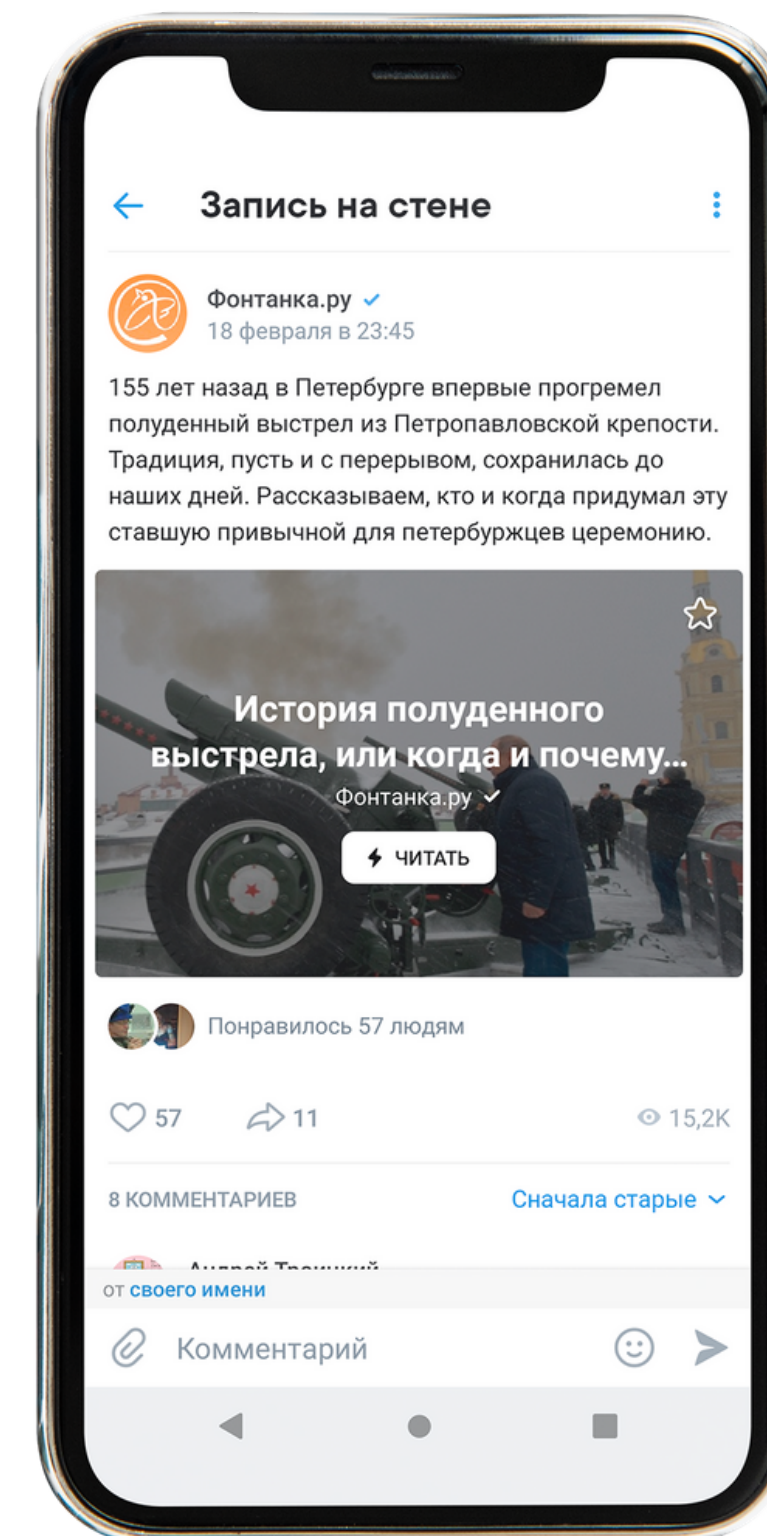 Запись на стене
Фонтанка.ру
18 февраля в 23:45
155 лет назад в Петербурге впервые прогремел
полуденный выстрел из Петропавловской крепости.
Традиция, пусть и с перерывом, сохранилась до
наших дней. Рассказываем, кто и когда придумал эту
ставшую привычной для петербуржцев церемонию.
История полуденного
выстрела, или когда и почему...
Фонтанка.ру
ЧИТАТЬ
Понравилось 57 людям
57 11 15,2K
8 КОММЕНТАРИЕВ Сначала старые
Андрей
от своего имени
Комментарий